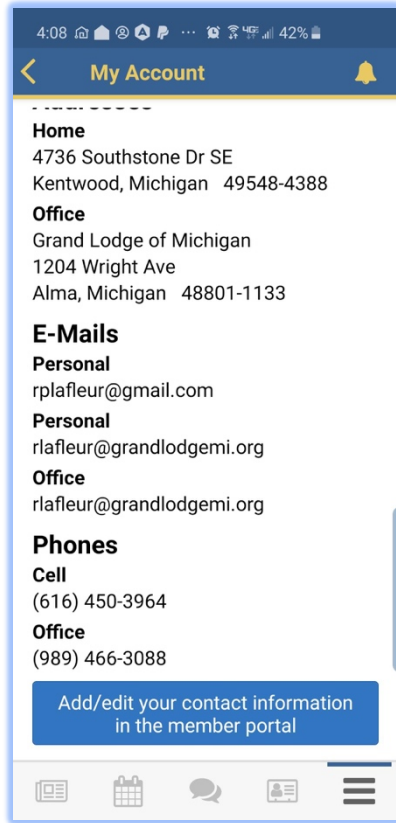 4:08 ... 4G 42%
My Account
Addresses
Home
4736 Southstone Dr SE
Kentwood, Michigan 49548-4388
Office
Grand Lodge of Michigan
1204 Wright Ave
Alma, Michigan 48801-1133
E-Mails
Personal
rplafleur@gmail.com
Personal
rlafleur@grandlodgemi.org
Office
rlafleur@grandlodgemi.org
Phones
Cell
(616) 450-3964
Office
(989) 466-3088
Add/edit your contact information
in the member portal